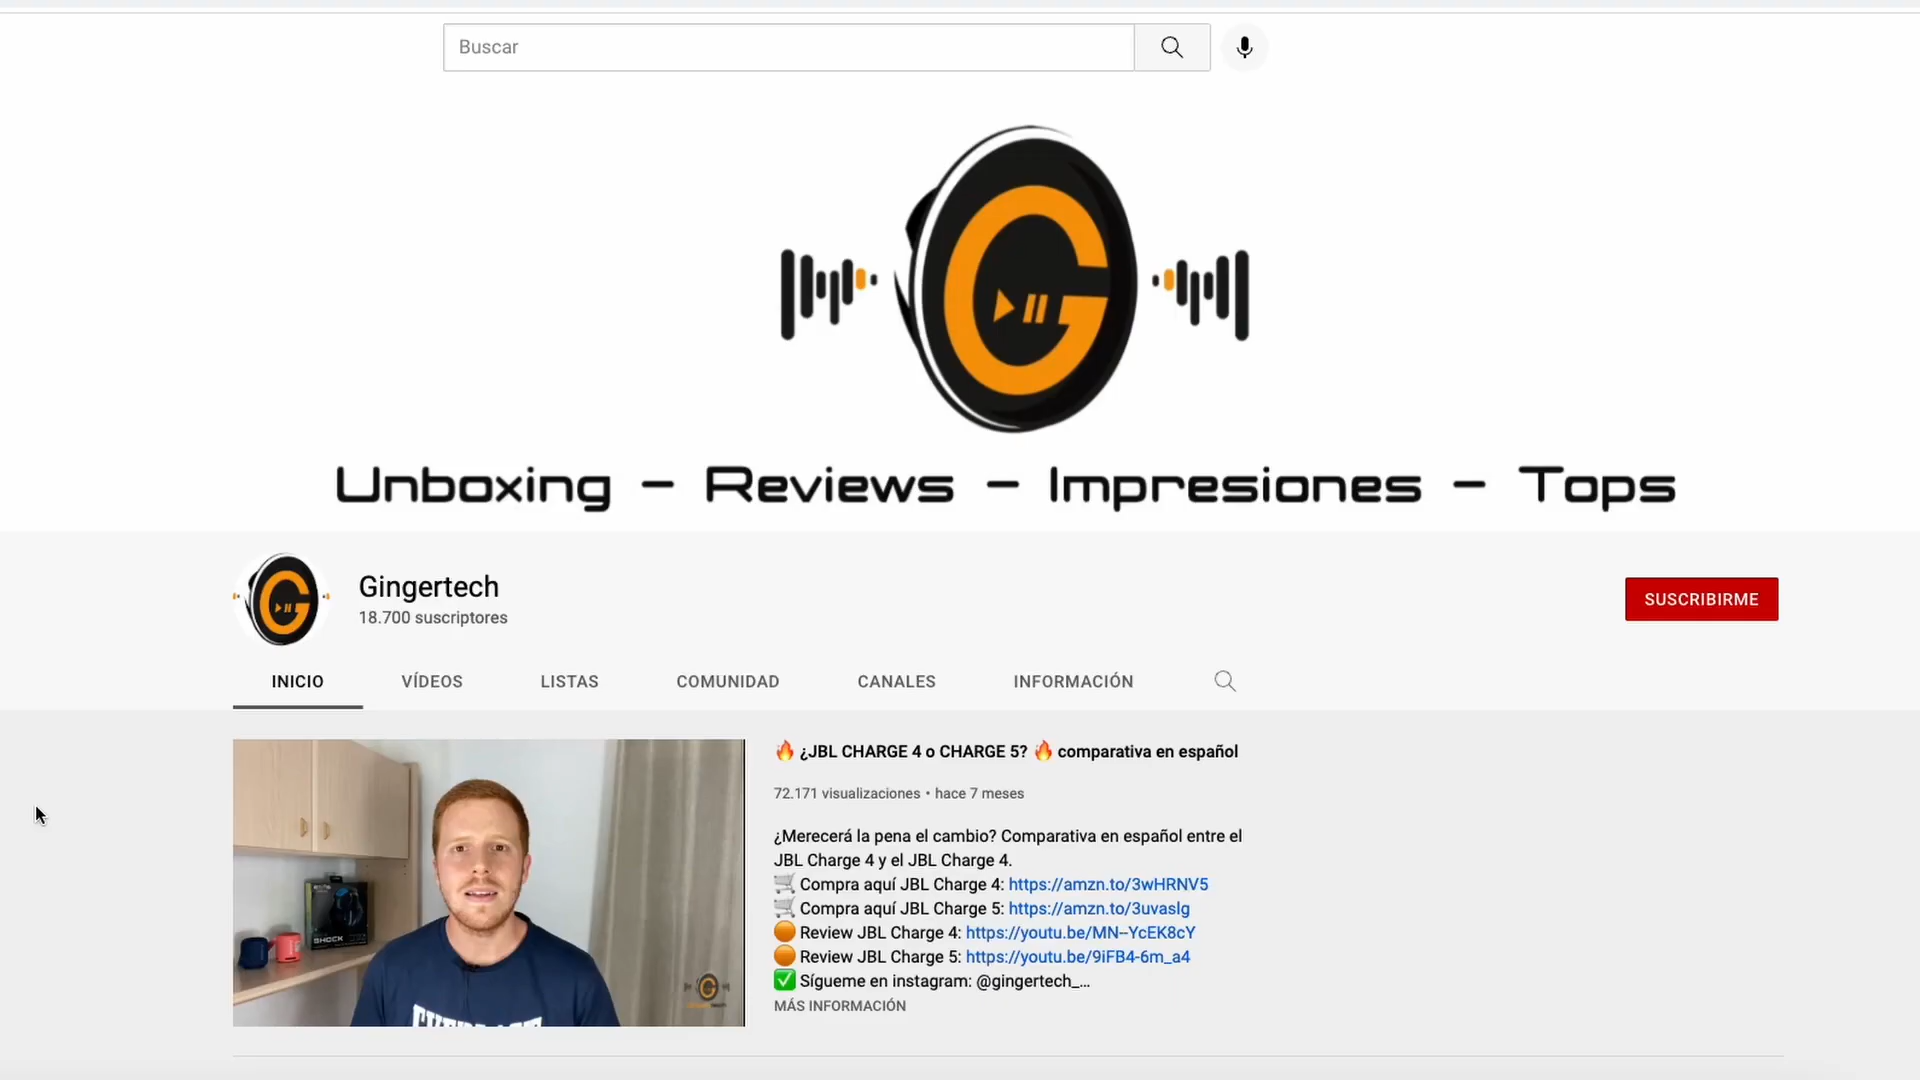 Buscar
Unboxing - Reviews - Impresiones - Tops
Gingertech
18.700 suscriptores
SUSCRIBIRME
INICIO VÍDEOS LISTAS COMUNIDAD CANALES INFORMACIÓN
🔥 ¿JBL CHARGE 4 o CHARGE 5? 🔥 comparativa en español
72.171 visualizaciones • hace 7 meses
¿Merecerá la pena el cambio? Comparativa en español entre el
JBL Charge 4 y el JBL Charge 4.
🛒 Compra aquí JBL Charge 4: https://amzn.to/3wHRNV5
🛒 Compra aquí JBL Charge 5: https://amzn.to/3uvaslg
🟠 Review JBL Charge 4: https://youtu.be/MN--YcEK8cY
🟠 Review JBL Charge 5: https://youtu.be/9iFB4-6m_a4
✅ Sígueme en instagram: @gingertech_...
MÁS INFORMACIÓN
SHOCK